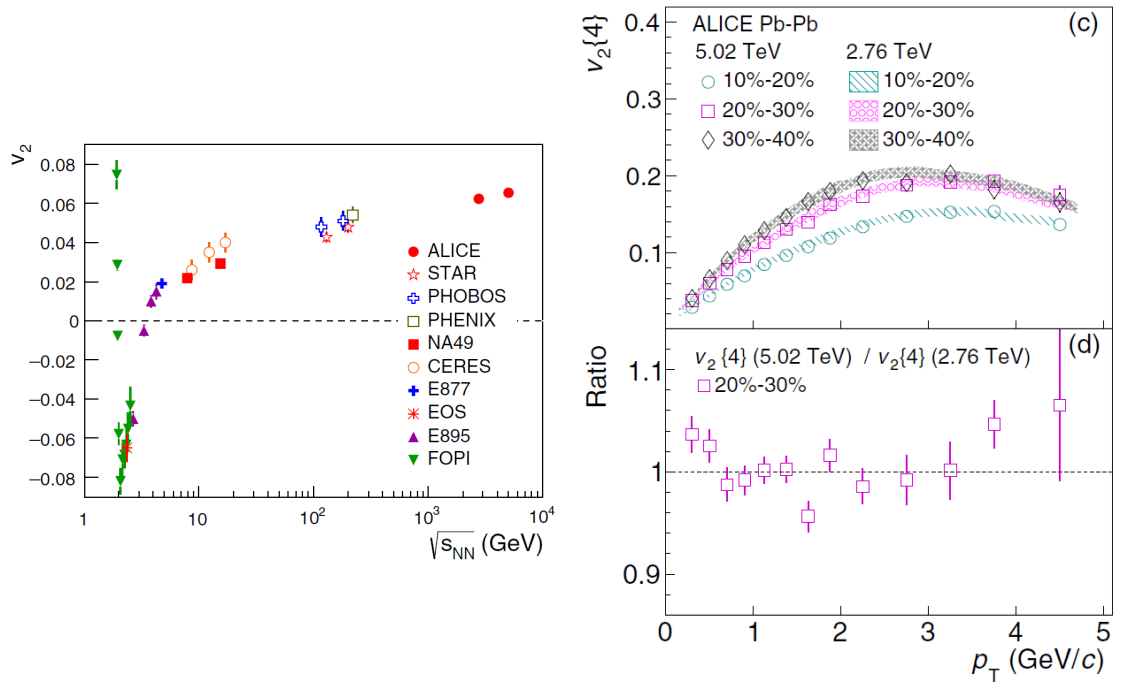 v₂
0.08
0.06
0.04
0.02
0
−0.02
−0.04
−0.06
−0.08
ALICE
STAR
PHOBOS
PHENIX
NA49
CERES
E877
EOS
E895
FOPI
1 10 10² 10³ 10⁴
√s_NN (GeV)
v₂{4}
0.4
0.3
0.2
0.1
ALICE Pb-Pb (c)
5.02 TeV 2.76 TeV
10%-20% 10%-20%
20%-30% 20%-30%
30%-40% 30%-40%
Ratio
1.1
1
0.9
(d)
v₂{4} (5.02 TeV) / v₂{4} (2.76 TeV)
20%-30%
0 1 2 3 4 5
p_T (GeV/c)